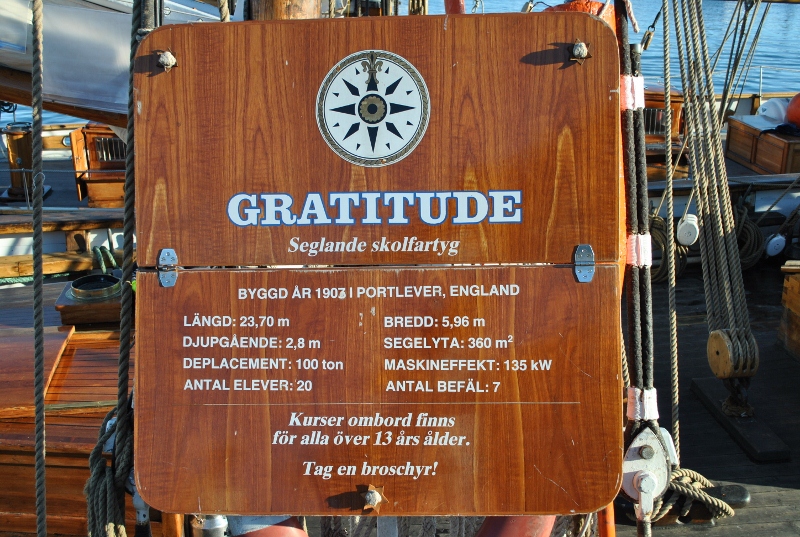 GRATITUDE
Seglande skolfartyg
BYGGD ÅR 1903 I PORTLEVER, ENGLAND
LÄNGD: 23,70 m
DJUPGÅENDE: 2,8 m
DEPLACEMENT: 100 ton
ANTAL ELEVER: 20
BREDD: 5,96 m
SEGELYTA: 360 m²
MASKINEFFEKT: 135 kW
ANTAL BEFÄL: 7
Kurser ombord finns
för alla över 13 års ålder.
Tag en broschyr!